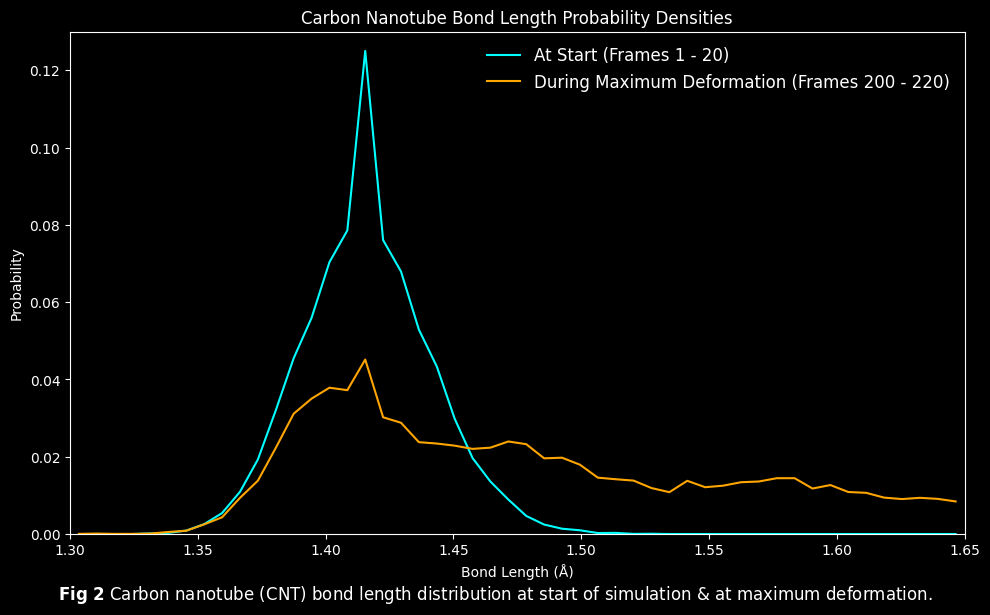 Carbon Nanotube Bond Length Probability Densities
At Start (Frames 1 - 20)
During Maximum Deformation (Frames 200 - 220)
Probability
0.12
0.10
0.08
0.06
0.04
0.02
0.00
1.30 1.35 1.40 1.45 1.50 1.55 1.60 1.65
Bond Length (Å)
Fig 2 Carbon nanotube (CNT) bond length distribution at start of simulation & at maximum deformation.